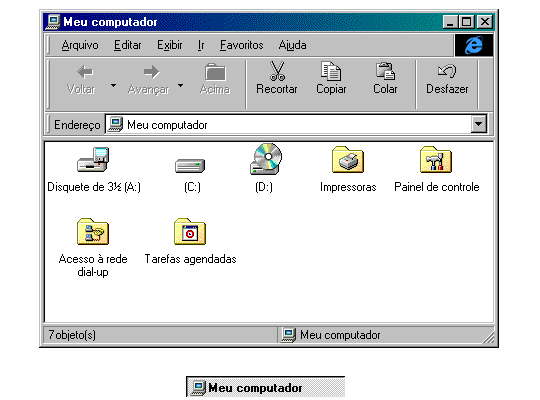 Meu computador
Arquivo Editar Exibir Ir Favoritos Ajuda
Voltar Avançar Acima Recortar Copiar Colar Desfazer
Endereço Meu computador
Disquete de 3½ (A:) (C:) (D:) Impressoras Painel de controle
Acesso à rede dial-up Tarefas agendadas
7 objeto(s) Meu computador
Meu computador